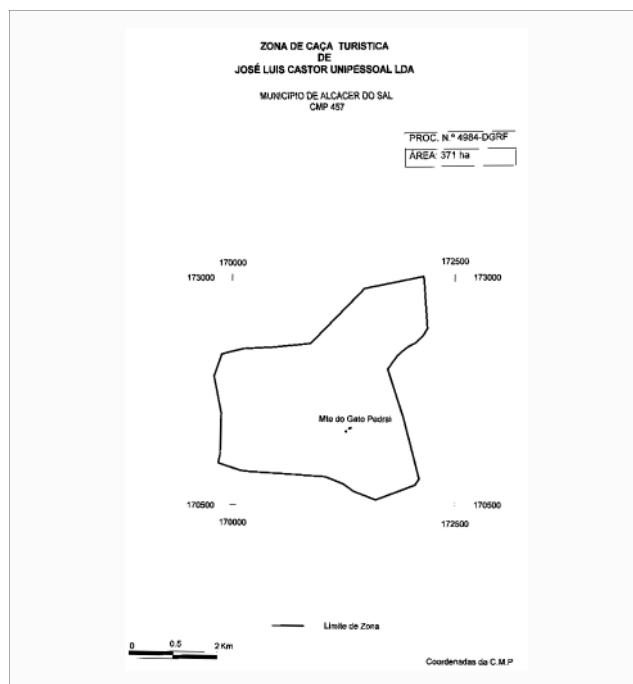 ZONA DE CAÇA TURISTICA
DE
JOSÉ LUIS CASTOR UNIPESSOAL LDA
MUNICIPIO DE ALCACER DO SAL
CMP 457
PROC. N.º 4984-DGRF
ÁREA: 371 ha
170000
172500
173000
173000
Mte do Gato Pedral
170500
170500
170000
172500
Limite de Zona
0 0.5 2 Km
Coordenadas da C.M.P